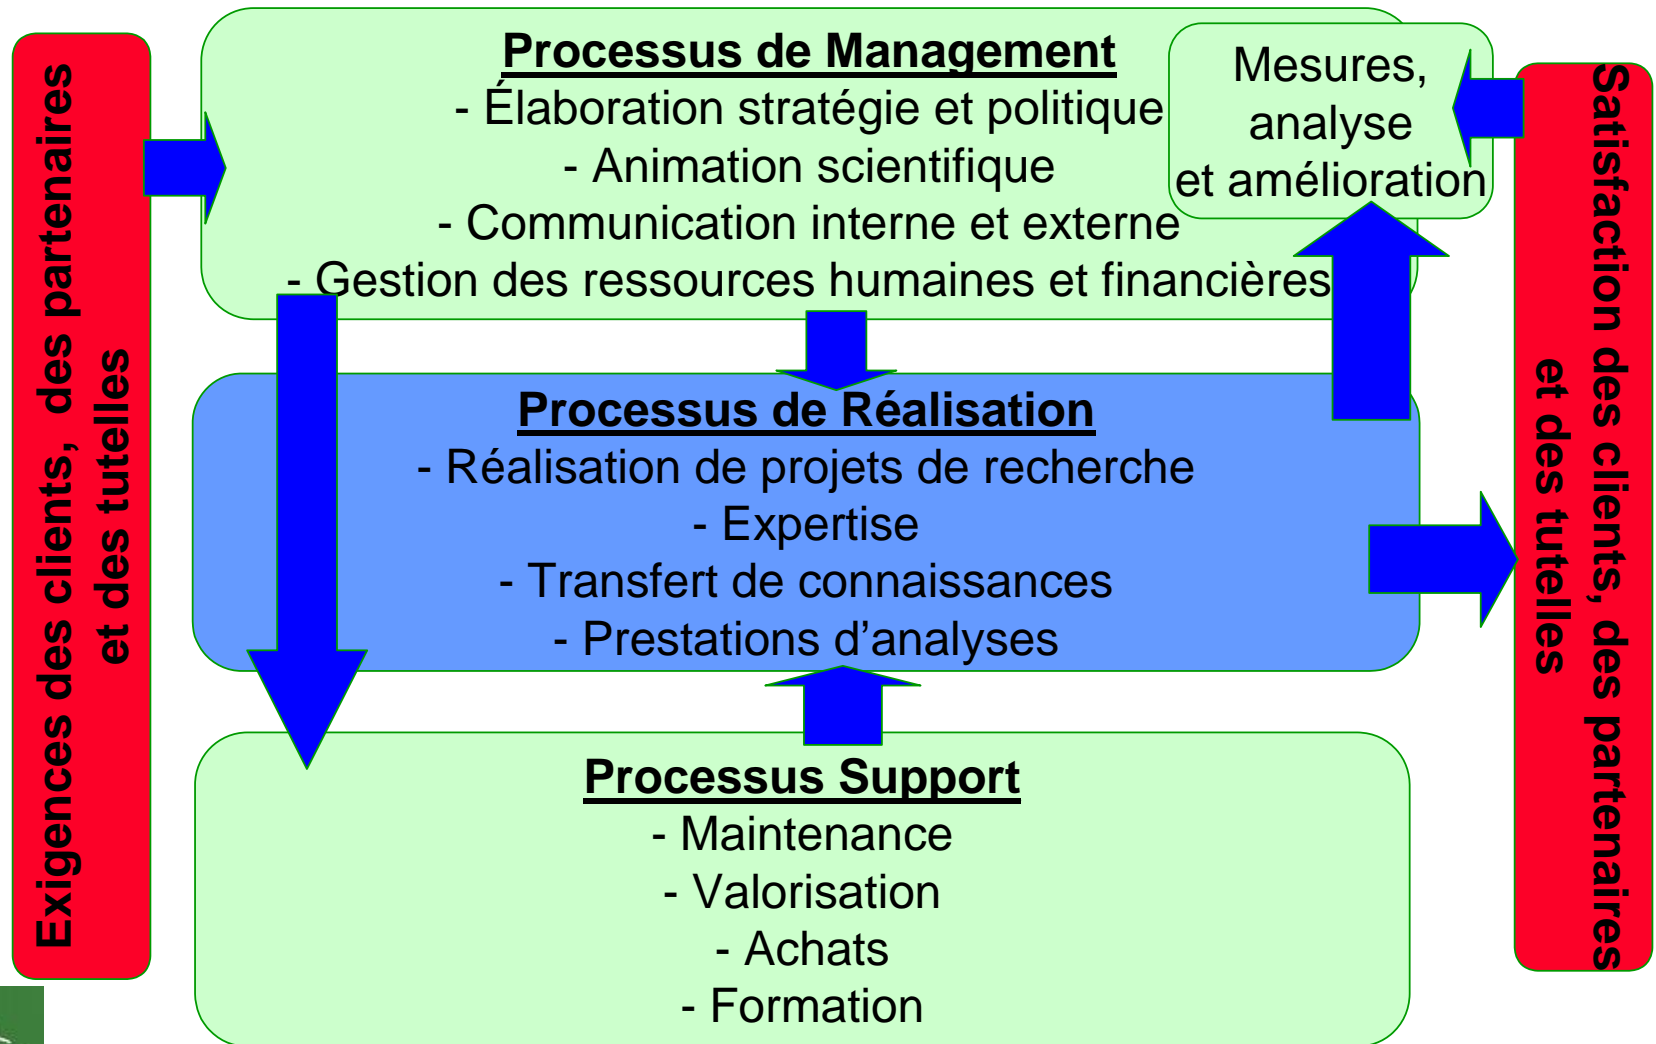 Exigences des clients, des partenaires
et des tutelles
Processus de Management
- Élaboration stratégie et politique
- Animation scientifique
- Communication interne et externe
- Gestion des ressources humaines et financières
Mesures,
analyse
et amélioration
Processus de Réalisation
- Réalisation de projets de recherche
- Expertise
- Transfert de connaissances
- Prestations d’analyses
Processus Support
- Maintenance
- Valorisation
- Achats
- Formation
Satisfaction des clients, des partenaires
et des tutelles